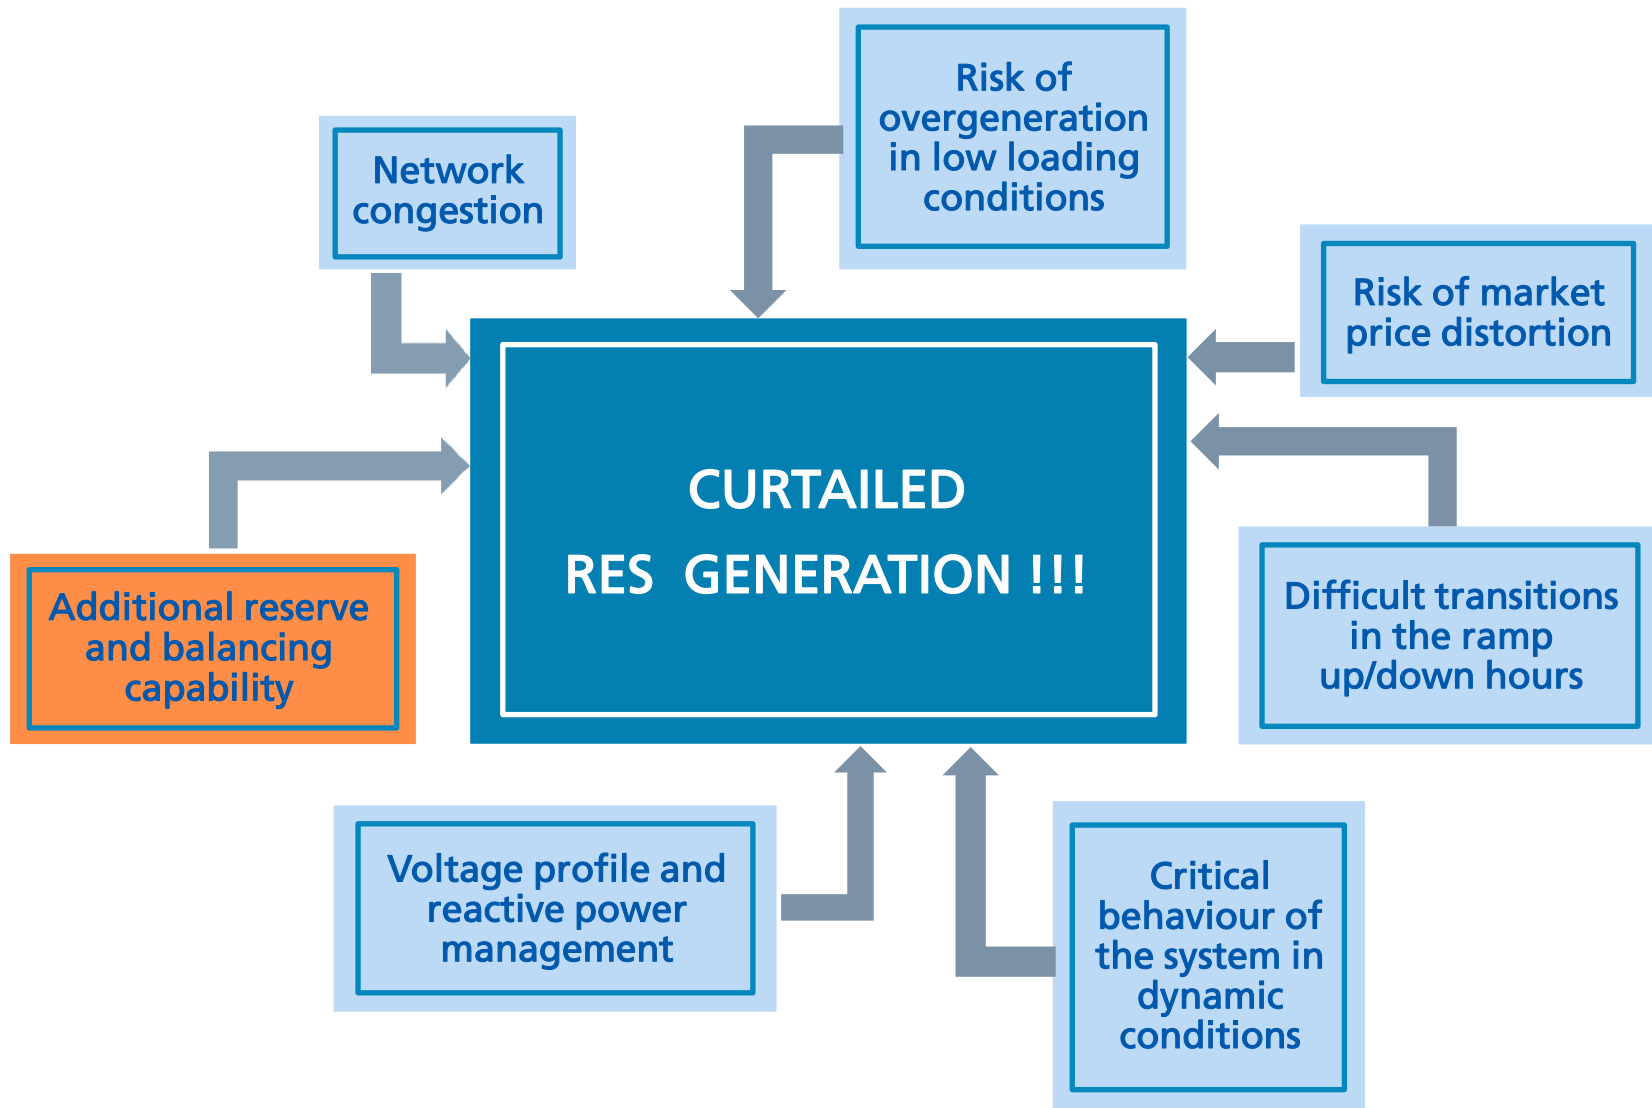 Risk of
overgeneration
in low loading
conditions
Network
congestion
Risk of market
price distortion
CURTAILED
RES GENERATION !!!
Additional reserve
and balancing
capability
Difficult transitions
in the ramp
up/down hours
Voltage profile and
reactive power
management
Critical
behaviour of
the system in
dynamic
conditions